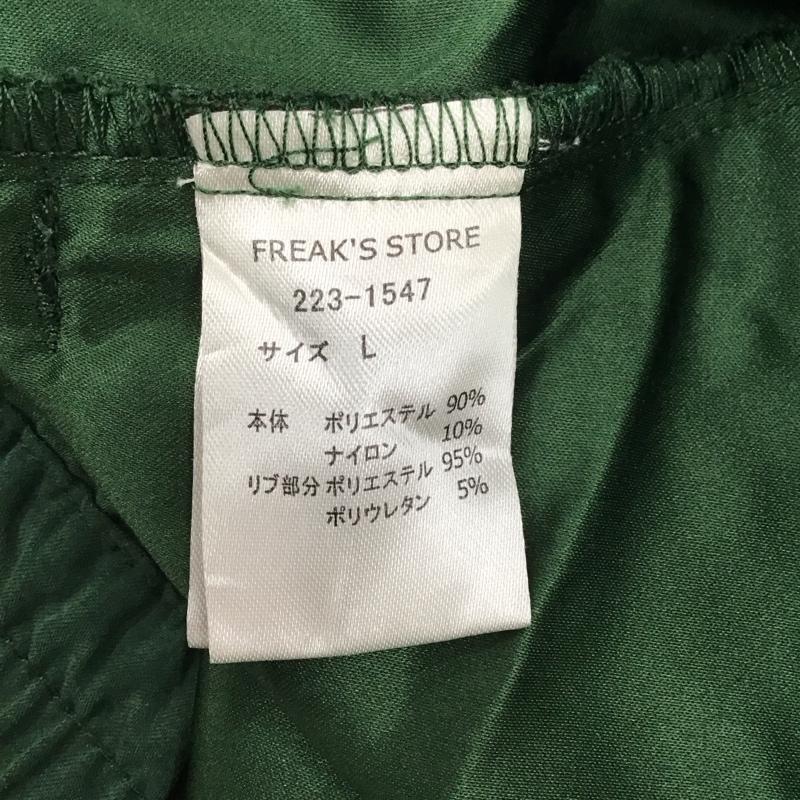 FREAK'S STORE
223-1547
サイズ L
本体 ポリエステル 90%
ナイロン 10%
リブ部分 ポリエステル 95%
ポリウレタン 5%